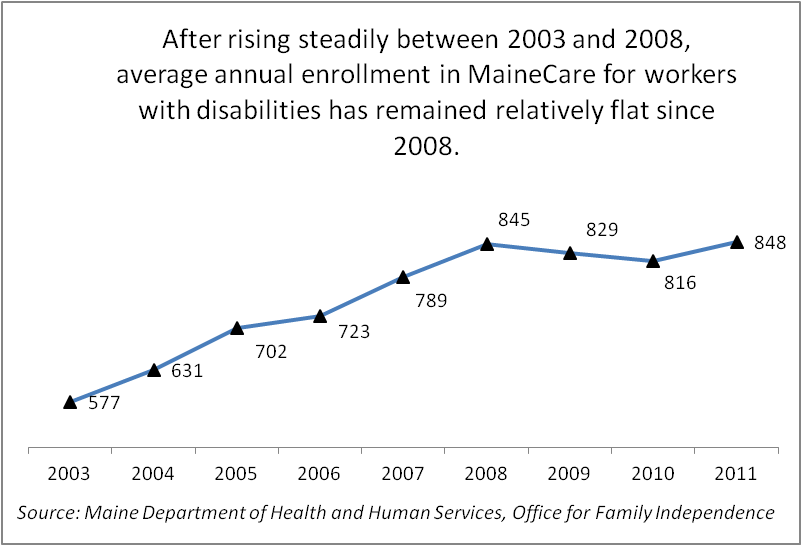 After rising steadily between 2003 and 2008,
average annual enrollment in MaineCare for workers
with disabilities has remained relatively flat since
2008.
845
829
848
816
789
723
702
631
577
2003 2004 2005 2006 2007 2008 2009 2010 2011
Source: Maine Department of Health and Human Services, Office for Family Independence